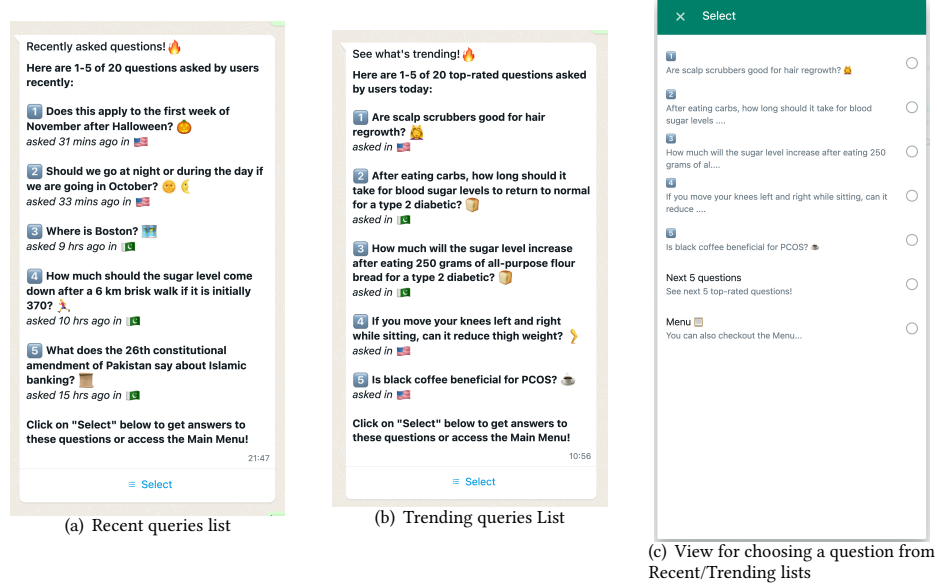 Recently asked questions!🔥
Here are 1-5 of 20 questions asked by users
recently:
1️⃣ Does this apply to the first week of
November after Halloween? 🎃
asked 31 mins ago in 🇺🇸
2️⃣ Should we go at night or during the day if
we are going in October? 🌞🌜
asked 33 mins ago in 🇺🇸
3️⃣ Where is Boston? 🗺️
asked 9 hrs ago in 🇵🇰
4️⃣ How much should the sugar level come
down after a 6 km brisk walk if it is initially
370? 🏃
asked 10 hrs ago in 🇵🇰
5️⃣ What does the 26th constitutional
amendment of Pakistan say about Islamic
banking? 📜
asked 15 hrs ago in 🇵🇰
Click on "Select" below to get answers to
these questions or access the Main Menu!
21:47
Select
(a) Recent queries list
See what's trending!🔥
Here are 1-5 of 20 top-rated questions asked
by users today:
1️⃣ Are scalp scrubbers good for hair
regrowth? 💆
asked in 🇺🇸
2️⃣ After eating carbs, how long should it
take for blood sugar levels to return to normal
for a type 2 diabetic? 🍞
asked in 🇵🇰
3️⃣ How much will the sugar level increase
after eating 250 grams of all-purpose flour
bread for a type 2 diabetic? 🍞
asked in 🇵🇰
4️⃣ If you move your knees left and right
while sitting, can it reduce thigh weight? 🦵
asked in 🇺🇸
5️⃣ Is black coffee beneficial for PCOS? ☕
asked in 🇺🇸
Click on "Select" below to get answers to
these questions or access the Main Menu!
10:56
Select
(b) Trending queries List
Select
1️⃣
Are scalp scrubbers good for hair regrowth? 💆
2️⃣
After eating carbs, how long should it take for blood
sugar levels ....
3️⃣
How much will the sugar level increase after eating 250
grams of al....
4️⃣
If you move your knees left and right while sitting, can it
reduce ....
5️⃣
Is black coffee beneficial for PCOS? ☕
Next 5 questions
See next 5 top-rated questions!
Menu 📋
You can also checkout the Menu...
(c) View for choosing a question from
Recent/Trending lists